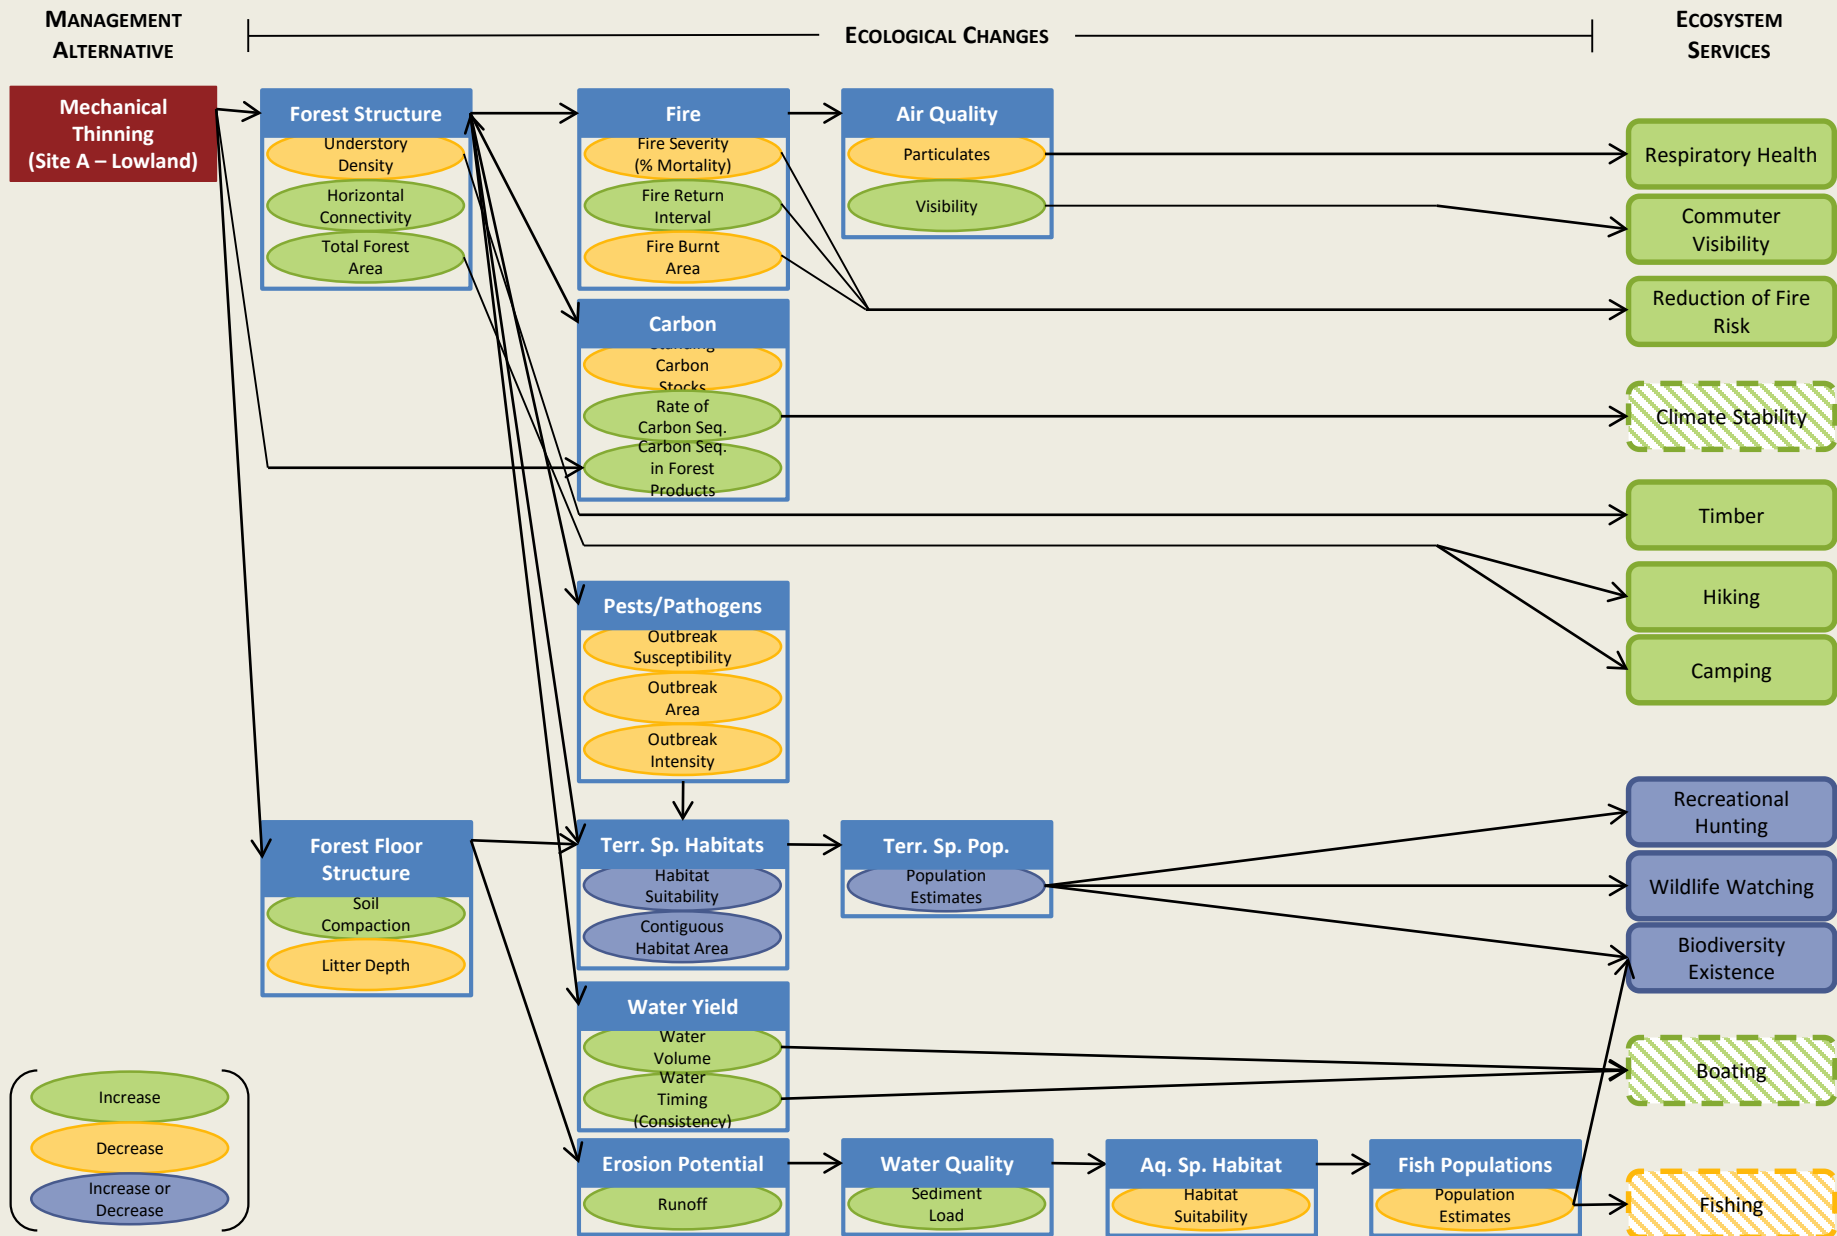 MANAGEMENT
ALTERNATIVE
ECOLOGICAL CHANGES
ECOSYSTEM
SERVICES
Mechanical
Thinning
(Site A – Lowland)
Forest Structure
Understory
Density
Horizontal
Connectivity
Total Forest
Area
Fire
Fire Severity
(% Mortality)
Fire Return
Interval
Fire Burnt
Area
Air Quality
Particulates
Visibility
Carbon
Standing
Carbon
Stocks
Rate of
Carbon Seq.
Carbon Seq.
in Forest
Products
Pests/Pathogens
Outbreak
Susceptibility
Outbreak
Area
Outbreak
Intensity
Forest Floor
Structure
Soil
Compaction
Litter Depth
Terr. Sp. Habitats
Habitat
Suitability
Contiguous
Habitat Area
Terr. Sp. Pop.
Population
Estimates
Water Yield
Water
Volume
Water
Timing
(Consistency)
Erosion Potential
Runoff
Water Quality
Sediment
Load
Aq. Sp. Habitat
Habitat
Suitability
Fish Populations
Population
Estimates
Respiratory Health
Commuter
Visibility
Reduction of Fire
Risk
Climate Stability
Timber
Hiking
Camping
Recreational
Hunting
Wildlife Watching
Biodiversity
Existence
Boating
Fishing
Increase
Decrease
Increase or
Decrease